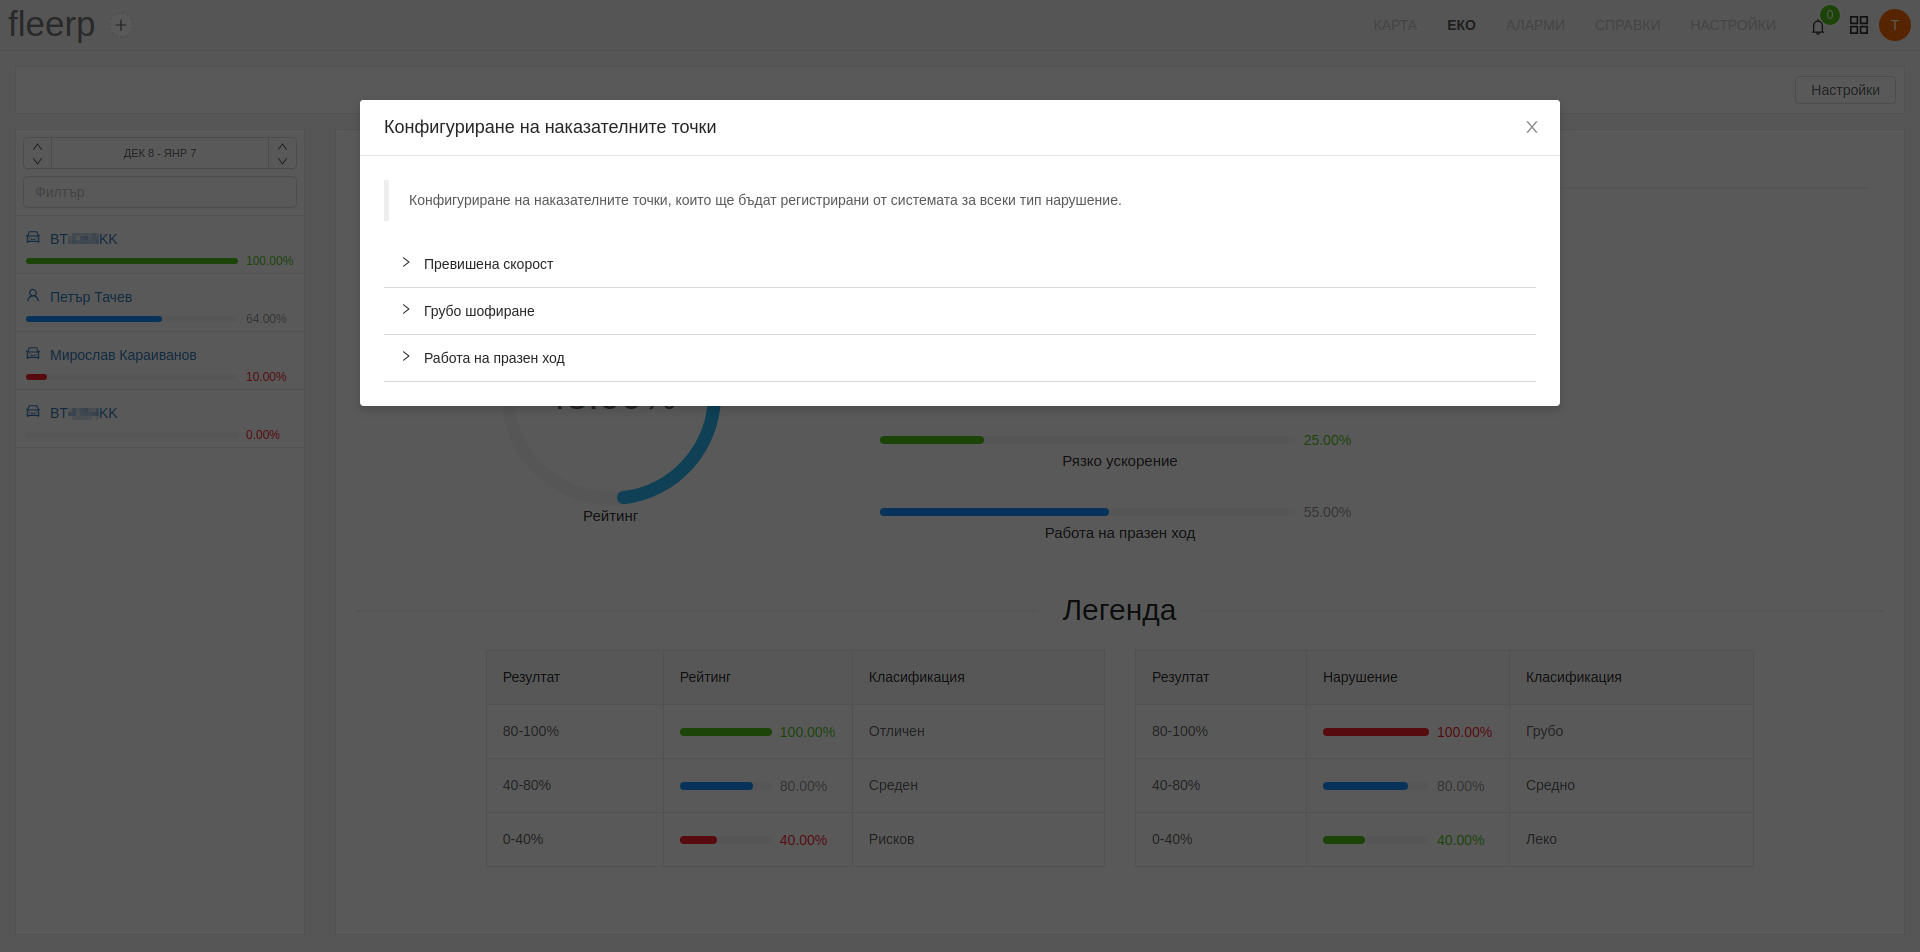 fleerp
КАРТА ЕКО АЛАРМИ СПРАВКИ НАСТРОЙКИ 0 T
Настройки
Конфигуриране на наказателните точки
Конфигуриране на наказателните точки, които ще бъдат регистрирани от системата за всеки тип нарушение.
Превишена скорост
Грубо шофиране
Работа на празен ход
ДЕК 8 - ЯНР 7
Филтър
BT KK
100.00%
Петър Тачев
64.00%
Мирослав Караиванов
10.00%
BT KK
0.00%
Рейтинг
25.00%
Рязко ускорение
55.00%
Работа на празен ход
Легенда
Резултат Рейтинг Класификация
80-100% 100.00% Отличен
40-80% 80.00% Среден
0-40% 40.00% Рисков
Резултат Нарушение Класификация
80-100% 100.00% Грубо
40-80% 80.00% Средно
0-40% 40.00% Леко